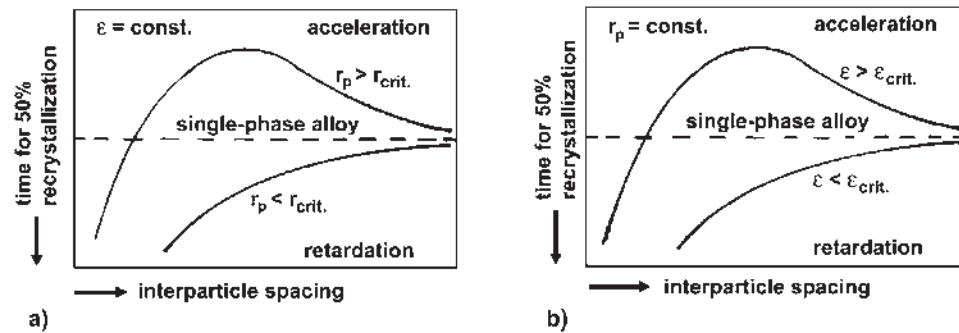 ε = const.
acceleration
r_p > r_crit.
single-phase alloy
r_p < r_crit.
retardation
time for 50%
recrystallization
interparticle spacing
a)
r_p = const.
acceleration
ε > ε_crit.
single-phase alloy
ε < ε_crit.
retardation
time for 50%
recrystallization
interparticle spacing
b)